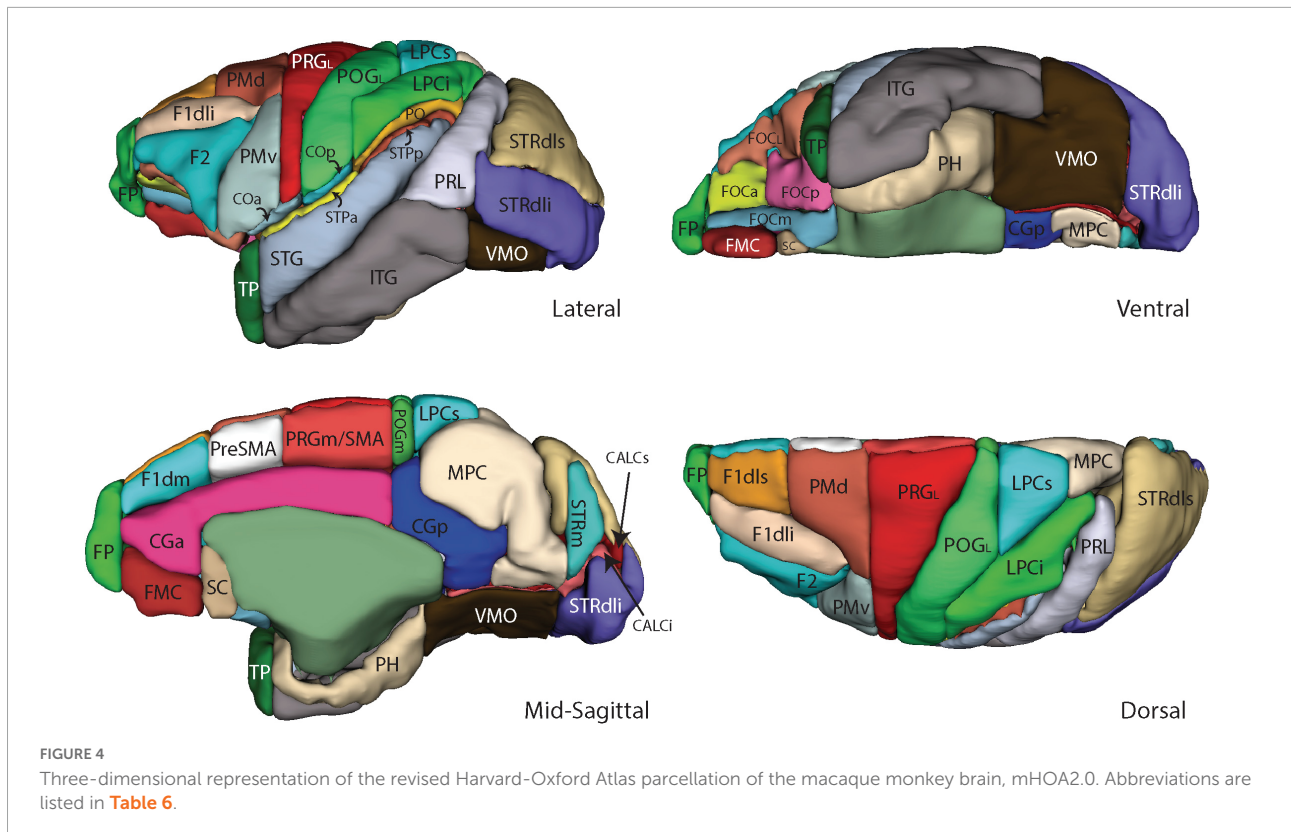 PRGL
LPCs
PMd
POGL
LPCi
F1dli
PO
F2
PMv
COp
STPp
STRdls
FP
PRL
COa
STPa
STRdli
STG
VMO
ITG
TP
Lateral
ITG
FOCL
TP
PH
VMO
FOCa
FOCp
STRdli
FOCm
FP
FMC
SC
CGp
MPC
Ventral
POGm
LPCs
PreSMA
PRGm/SMA
CALCs
F1dm
MPC
STRm
CGp
CGa
FP
SC
FMC
STRdli
VMO
CALCi
PH
TP
Mid-Sagittal
FP
F1dls
MPC
PMd
LPCs
STRdls
PRGL
F1dli
POGL
PRL
LPCi
F2
PMv
Dorsal
FIGURE 4
Three-dimensional representation of the revised Harvard-Oxford Atlas parcellation of the macaque monkey brain, mHOA2.0. Abbreviations are
listed in Table 6.